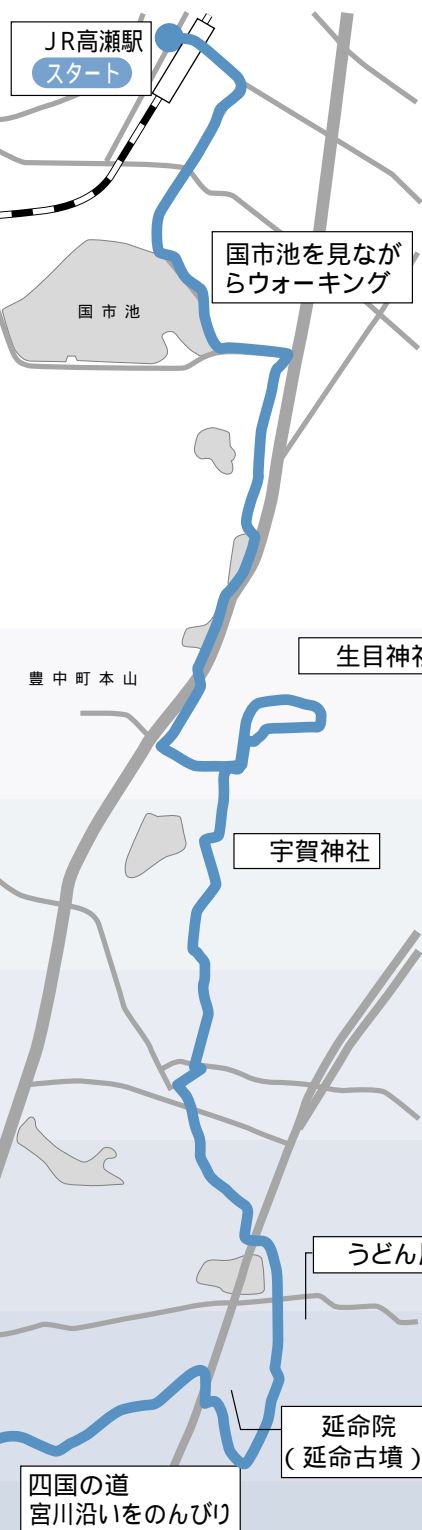 JR高瀬駅
スタート
国市池を見なが
らウォーキング
国市池
生目神社
豊中町本山
宇賀神社
うどん
延命院
(延命古墳)
四国の道
宮川沿いをのんびり